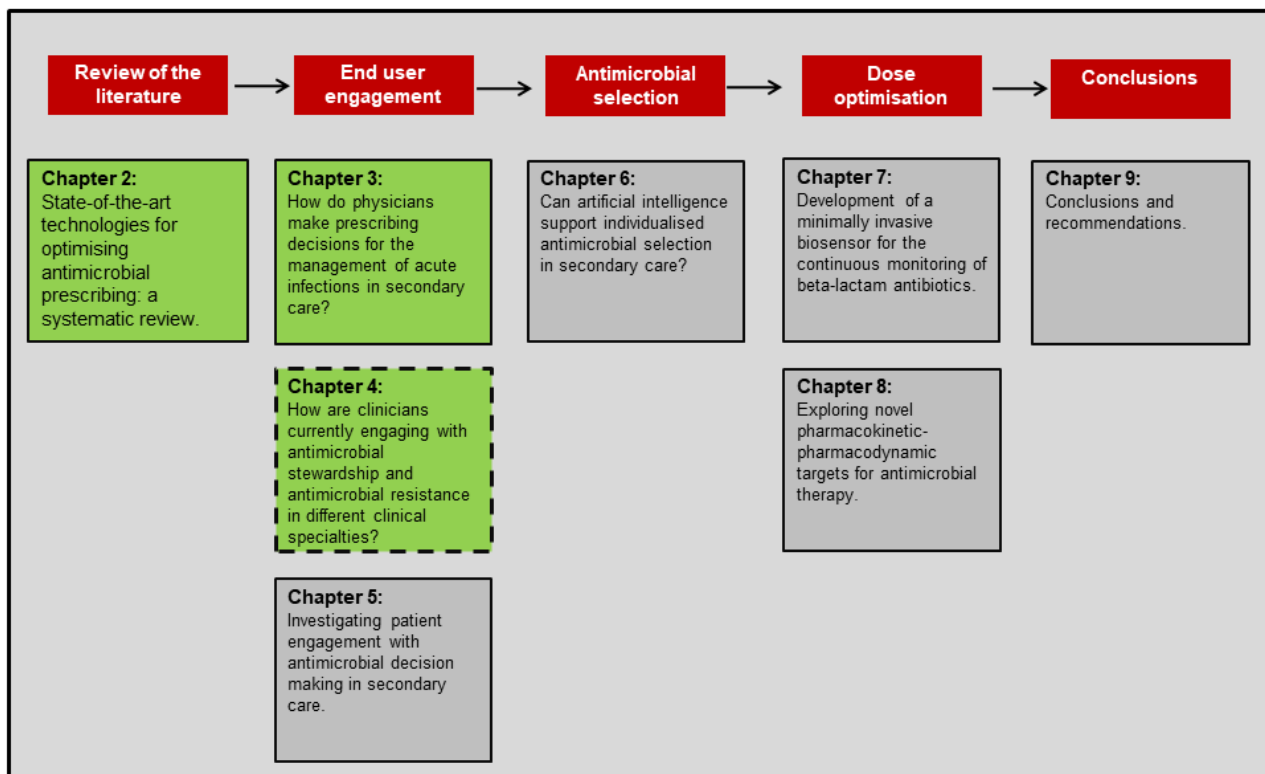 Review of the
literature
End user
engagement
Antimicrobial
selection
Dose
optimisation
Conclusions
Chapter 2:
State-of-the-art
technologies for
optimising
antimicrobial
prescribing: a
systematic review.
Chapter 3:
How do physicians
make prescribing
decisions for the
management of acute
infections in secondary
care?
Chapter 4:
How are clinicians
currently engaging with
antimicrobial
stewardship and
antimicrobial resistance
in different clinical
specialties?
Chapter 5:
Investigating patient
engagement with
antimicrobial decision
making in secondary
care.
Chapter 6:
Can artificial intelligence
support individualised
antimicrobial selection
in secondary care?
Chapter 7:
Development of a
minimally invasive
biosensor for the
continuous monitoring of
beta-lactam antibiotics.
Chapter 8:
Exploring novel
pharmacokinetic-
pharmacodynamic
targets for antimicrobial
therapy.
Chapter 9:
Conclusions and
recommendations.